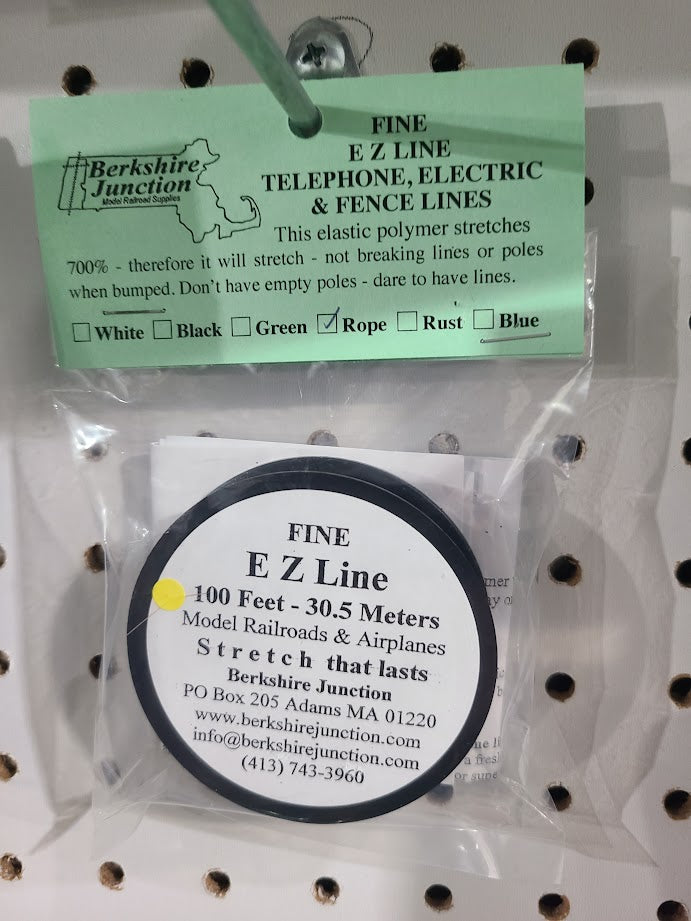 Berkshire
Junction
Model Railroad Supplies
FINE
E Z LINE
TELEPHONE, ELECTRIC
& FENCE LINES
This elastic polymer stretches
700% - therefore it will stretch - not breaking lines or poles
when bumped. Don't have empty poles - dare to have lines.
White Black Green Rope Rust Blue
FINE
E Z Line
100 Feet - 30.5 Meters
Model Railroads & Airplanes
Stretch that lasts
Berkshire Junction
PO Box 205 Adams MA 01220
www.berkshirejunction.com
info@berkshirejunction.com
(413) 743-3960